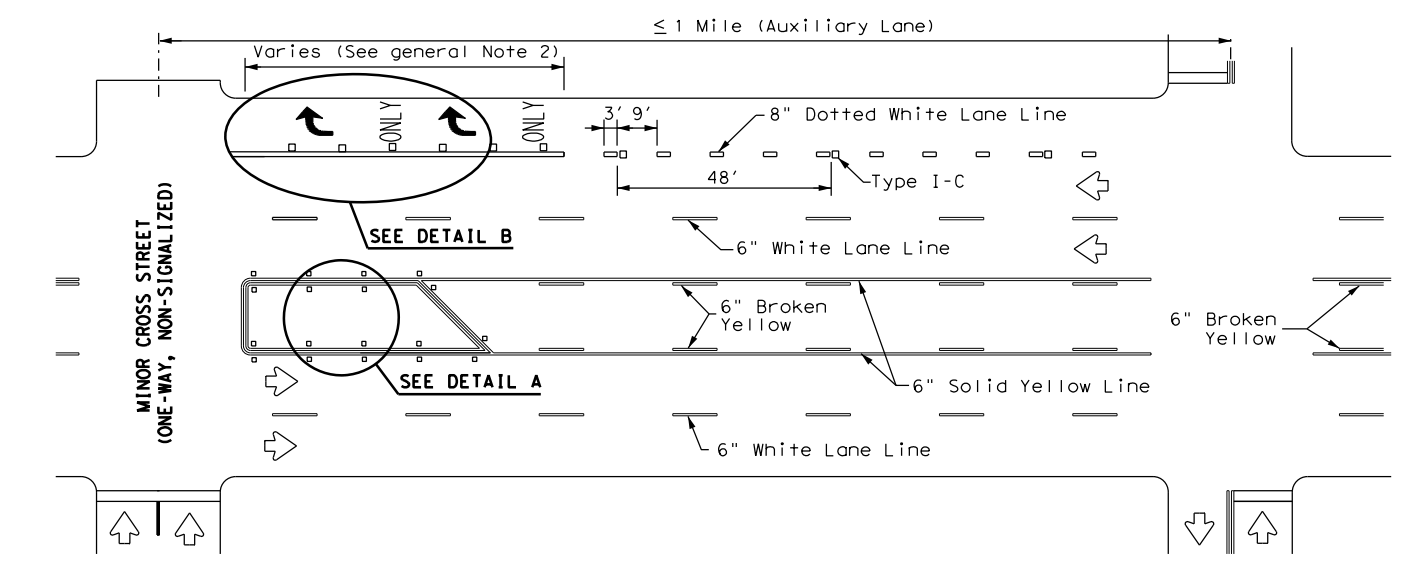 ≤ 1 Mile (Auxiliary Lane)
Varies (See general Note 2)
ONLY
ONLY
3' 9'
8" Dotted White Lane Line
48'
Type I-C
SEE DETAIL B
6" White Lane Line
MINOR CROSS STREET
(ONE-WAY, NON-SIGNALIZED)
6" Broken
Yellow
6" Broken
Yellow
SEE DETAIL A
6" Solid Yellow Line
6" White Lane Line